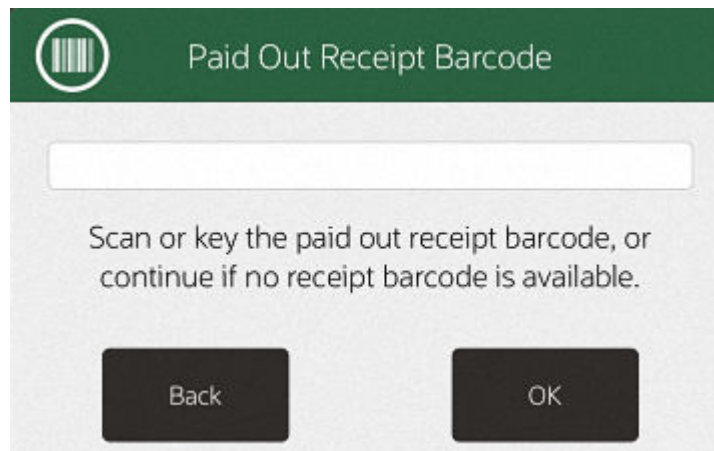 Paid Out Receipt Barcode
Scan or key the paid out receipt barcode, or
continue if no receipt barcode is available.
Back
OK